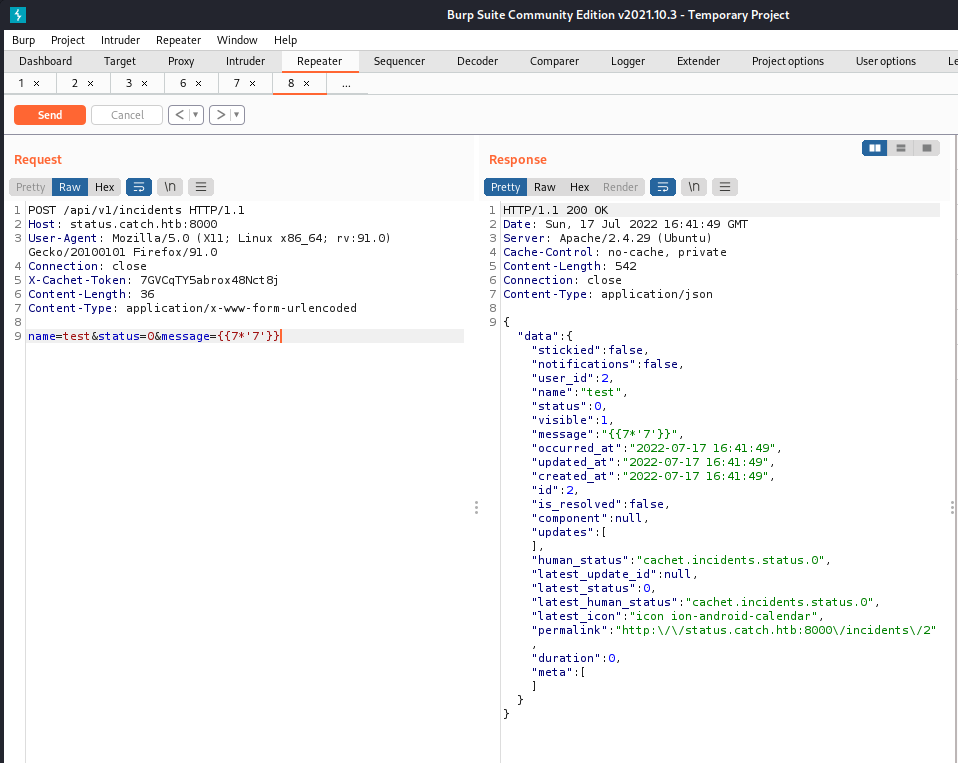 Burp Suite Community Edition v2021.10.3 - Temporary Project
Burp Project Intruder Repeater Window Help
Dashboard Target Proxy Intruder Repeater Sequencer Decoder Comparer Logger Extender Project options User options Le
1 × 2 × 3 × 6 × 7 × 8 × ...
Send Cancel < ▾ > ▾
Request
Pretty Raw Hex \n
1 POST /api/v1/incidents HTTP/1.1
2 Host: status.catch.htb:8000
3 User-Agent: Mozilla/5.0 (X11; Linux x86_64; rv:91.0)
Gecko/20100101 Firefox/91.0
4 Connection: close
5 X-Cachet-Token: 7GVCqTY5abrox48Nct8j
6 Content-Length: 36
7 Content-Type: application/x-www-form-urlencoded
8
9 name=test&status=0&message={{7*'7'}}
Response
Pretty Raw Hex Render \n
1 HTTP/1.1 200 OK
2 Date: Sun, 17 Jul 2022 16:41:49 GMT
3 Server: Apache/2.4.29 (Ubuntu)
4 Cache-Control: no-cache, private
5 Content-Length: 542
6 Connection: close
7 Content-Type: application/json
8
9 {
"data":{
"stickied":false,
"notifications":false,
"user_id":2,
"name":"test",
"status":0,
"visible":1,
"message":"{{7*'7'}}",
"occurred_at":"2022-07-17 16:41:49",
"updated_at":"2022-07-17 16:41:49",
"created_at":"2022-07-17 16:41:49",
"id":2,
"is_resolved":false,
"component":null,
"updates":[
],
"human_status":"cachet.incidents.status.0",
"latest_update_id":null,
"latest_status":0,
"latest_human_status":"cachet.incidents.status.0",
"latest_icon":"icon ion-android-calendar",
"permalink":"http:\/\/status.catch.htb:8000\/incidents\/2"
,
"duration":0,
"meta":[
]
}
}